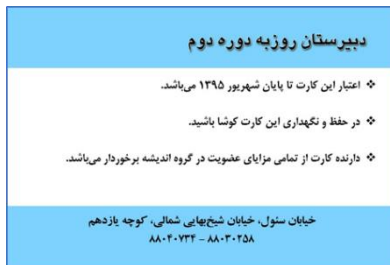 دبیرستان روزبه دوره دوم
❖ اعتبار این کارت تا پایان شهریور ۱۳۹۵ می‌باشد.
❖ در حفظ و نگهداری این کارت کوشا باشید.
❖ دارنده کارت از تمامی مزایای عضویت در گروه اندیشه برخوردار می‌باشد.
خیابان سئول، خیابان شیخ‌بهایی شمالی، کوچه یازدهم
۸۸۰۴۰۷۳۴ - ۸۸۰۳۰۲۵۸